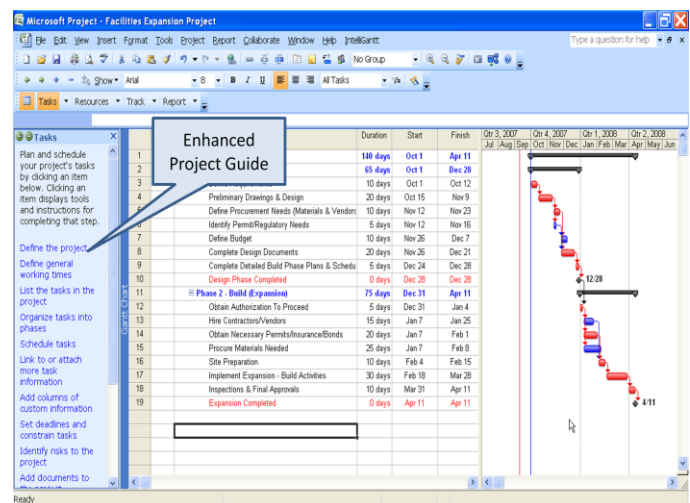 Microsoft Project - Facilities Expansion Project
File Edit View Insert Format Tools Project Report Collaborate Window Help IntelliGantt
Type a question for help
No Group
Show Arial 8 B I U All Tasks
Tasks Resources Track Report
Tasks X
Plan and schedule
your project's tasks
by clicking an item
below. Clicking an
item displays tools
and instructions for
completing that step.
Define the project
Define general
working times
List the tasks in the
project
Organize tasks into
phases
Schedule tasks
Link to or attach
more task
information
Add columns of
custom information
Set deadlines and
constrain tasks
Identify risks to the
project
Add documents to
Enhanced
Project Guide
Gantt Chart
Duration Start Finish
Qtr 3, 2007 Qtr 4, 2007 Qtr 1, 2008 Qtr 2, 2008
Jul Aug Sep Oct Nov Dec Jan Feb Mar Apr May Jun
1 140 days Oct 1 Apr 11
2 65 days Oct 1 Dec 28
3 10 days Oct 1 Oct 12
4 Preliminary Drawings & Design 20 days Oct 15 Nov 9
5 Define Procurement Needs (Materials & Vendors 10 days Nov 12 Nov 23
6 Identify Permit/Regulatory Needs 5 days Nov 12 Nov 16
7 Define Budget 10 days Nov 26 Dec 7
8 Complete Design Documents 20 days Nov 26 Dec 21
9 Complete Detailed Build Phase Plans & Schedu 5 days Dec 24 Dec 28
10 Design Phase Completed 0 days Dec 28 Dec 28
11 Phase 2 - Build (Expansion) 75 days Dec 31 Apr 11
12 Obtain Authorization To Proceed 5 days Dec 31 Jan 4
13 Hire Contractors/Vendors 15 days Jan 7 Jan 25
14 Obtain Necessary Permits/Insurance/Bonds 20 days Jan 7 Feb 1
15 Procure Materials Needed 25 days Jan 7 Feb 8
16 Site Preparation 10 days Feb 4 Feb 15
17 Implement Expansion - Build Activities 30 days Feb 18 Mar 28
18 Inspections & Final Approvals 10 days Mar 31 Apr 11
19 Expansion Completed 0 days Apr 11 Apr 11
12/28
4/11
Ready